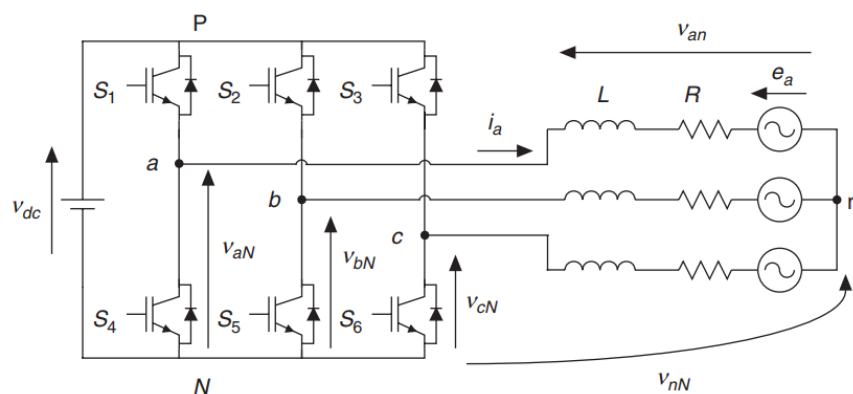 P
v_an
S1
S2
S3
L
R
e_a
i_a
a
v_dc
b
n
v_aN
v_bN
c
v_cN
S4
S5
S6
N
v_nN